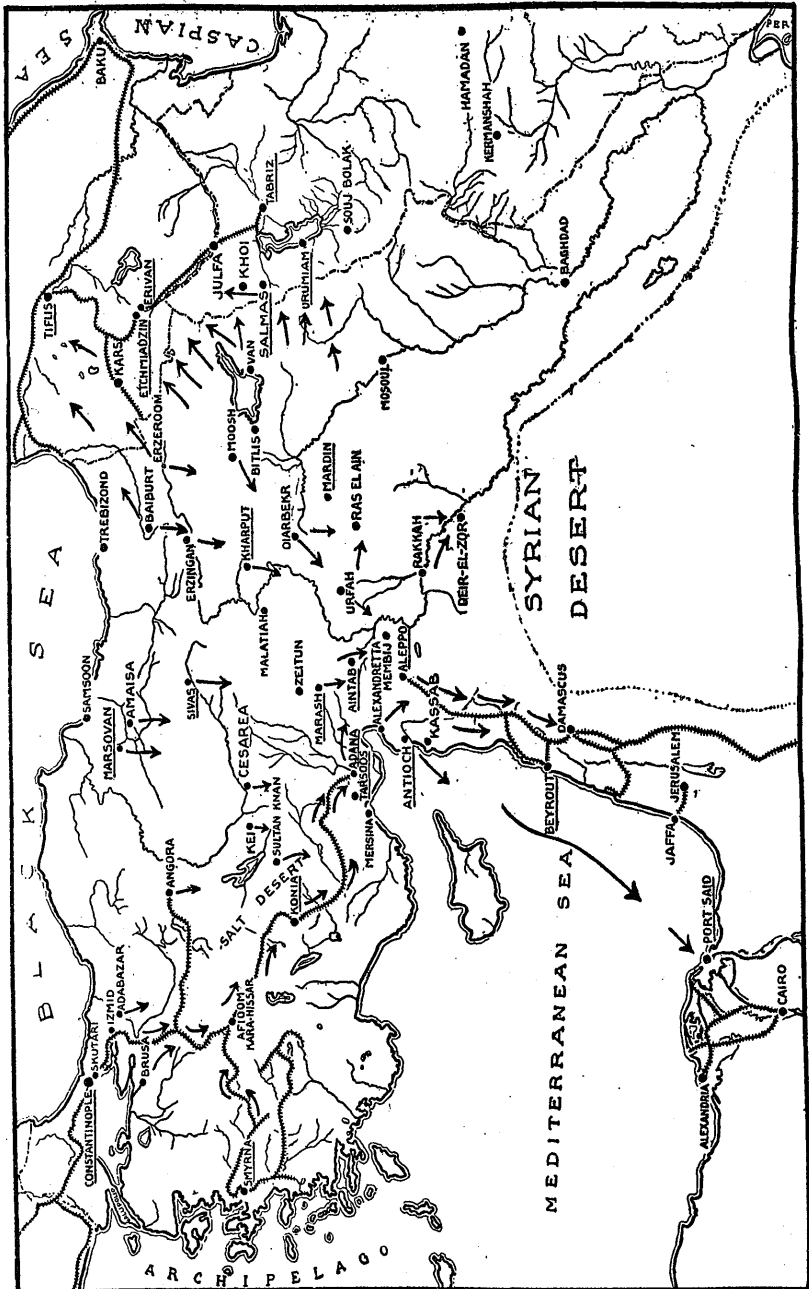 BLACK SEA
CASPIAN
SEA
BAKU
TIFLIS
ERIVAN
ETCHMIADZIN
KARS
JULFA
KHOI
TABRIZ
SALMAS
URUMIAM
SOUJ BOLAK
HAMADAN
KERMANSHAH
BAGHDAD
PER
MOSOUL
VAN
BITLIS
MOOSH
ERZEROOM
BAIBURT
TREBIZOND
ERZINGAN
KHARPUT
DIARBEKR
MARDIN
RAS EL AIN
URFAH
RAKKAH
DEIR-EL-ZOR
SYRIAN
DESERT
MALATIAH
ZEITUN
MARASH
AINTAB
ALEXANDRETTA
MEMBIJ
ALEPPO
KASSAB
ANTIOCH
SAMSOON
AMAISA
MARSOVAN
SIVAS
CESAREA
KEI
SULTAN KHAN
SALT DESERT
KONIA
ADANA
TARSOUS
MERSINA
ANGORA
ADABAZAR
IZMID
SKUTARI
CONSTANTINOPLE
BRUSA
AFIOOM
KARA-HISSAR
SMYRNA
ARCHIPELAGO
MEDITERRANEAN SEA
BEYROUT
DAMASCUS
JERUSALEM
JAFFA
PORT SAID
CAIRO
ALEXANDRIA